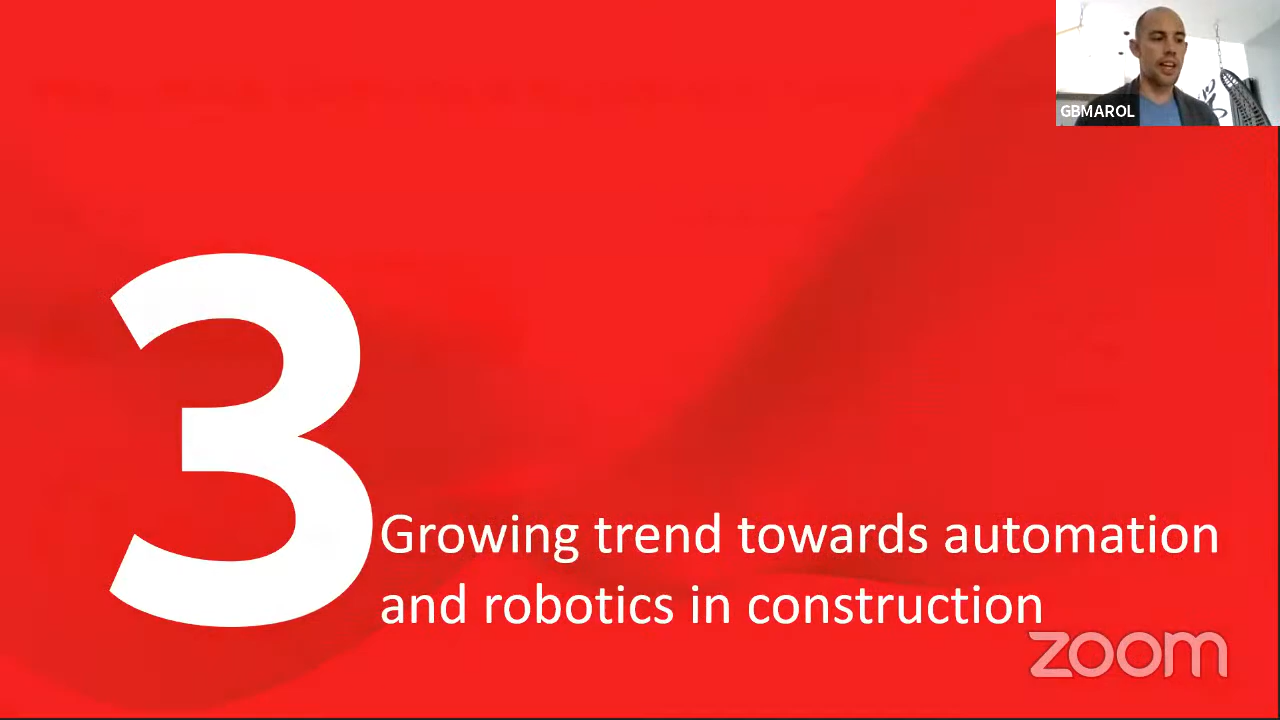 GBMAROL
3
Growing trend towards automation
and robotics in construction
zoom